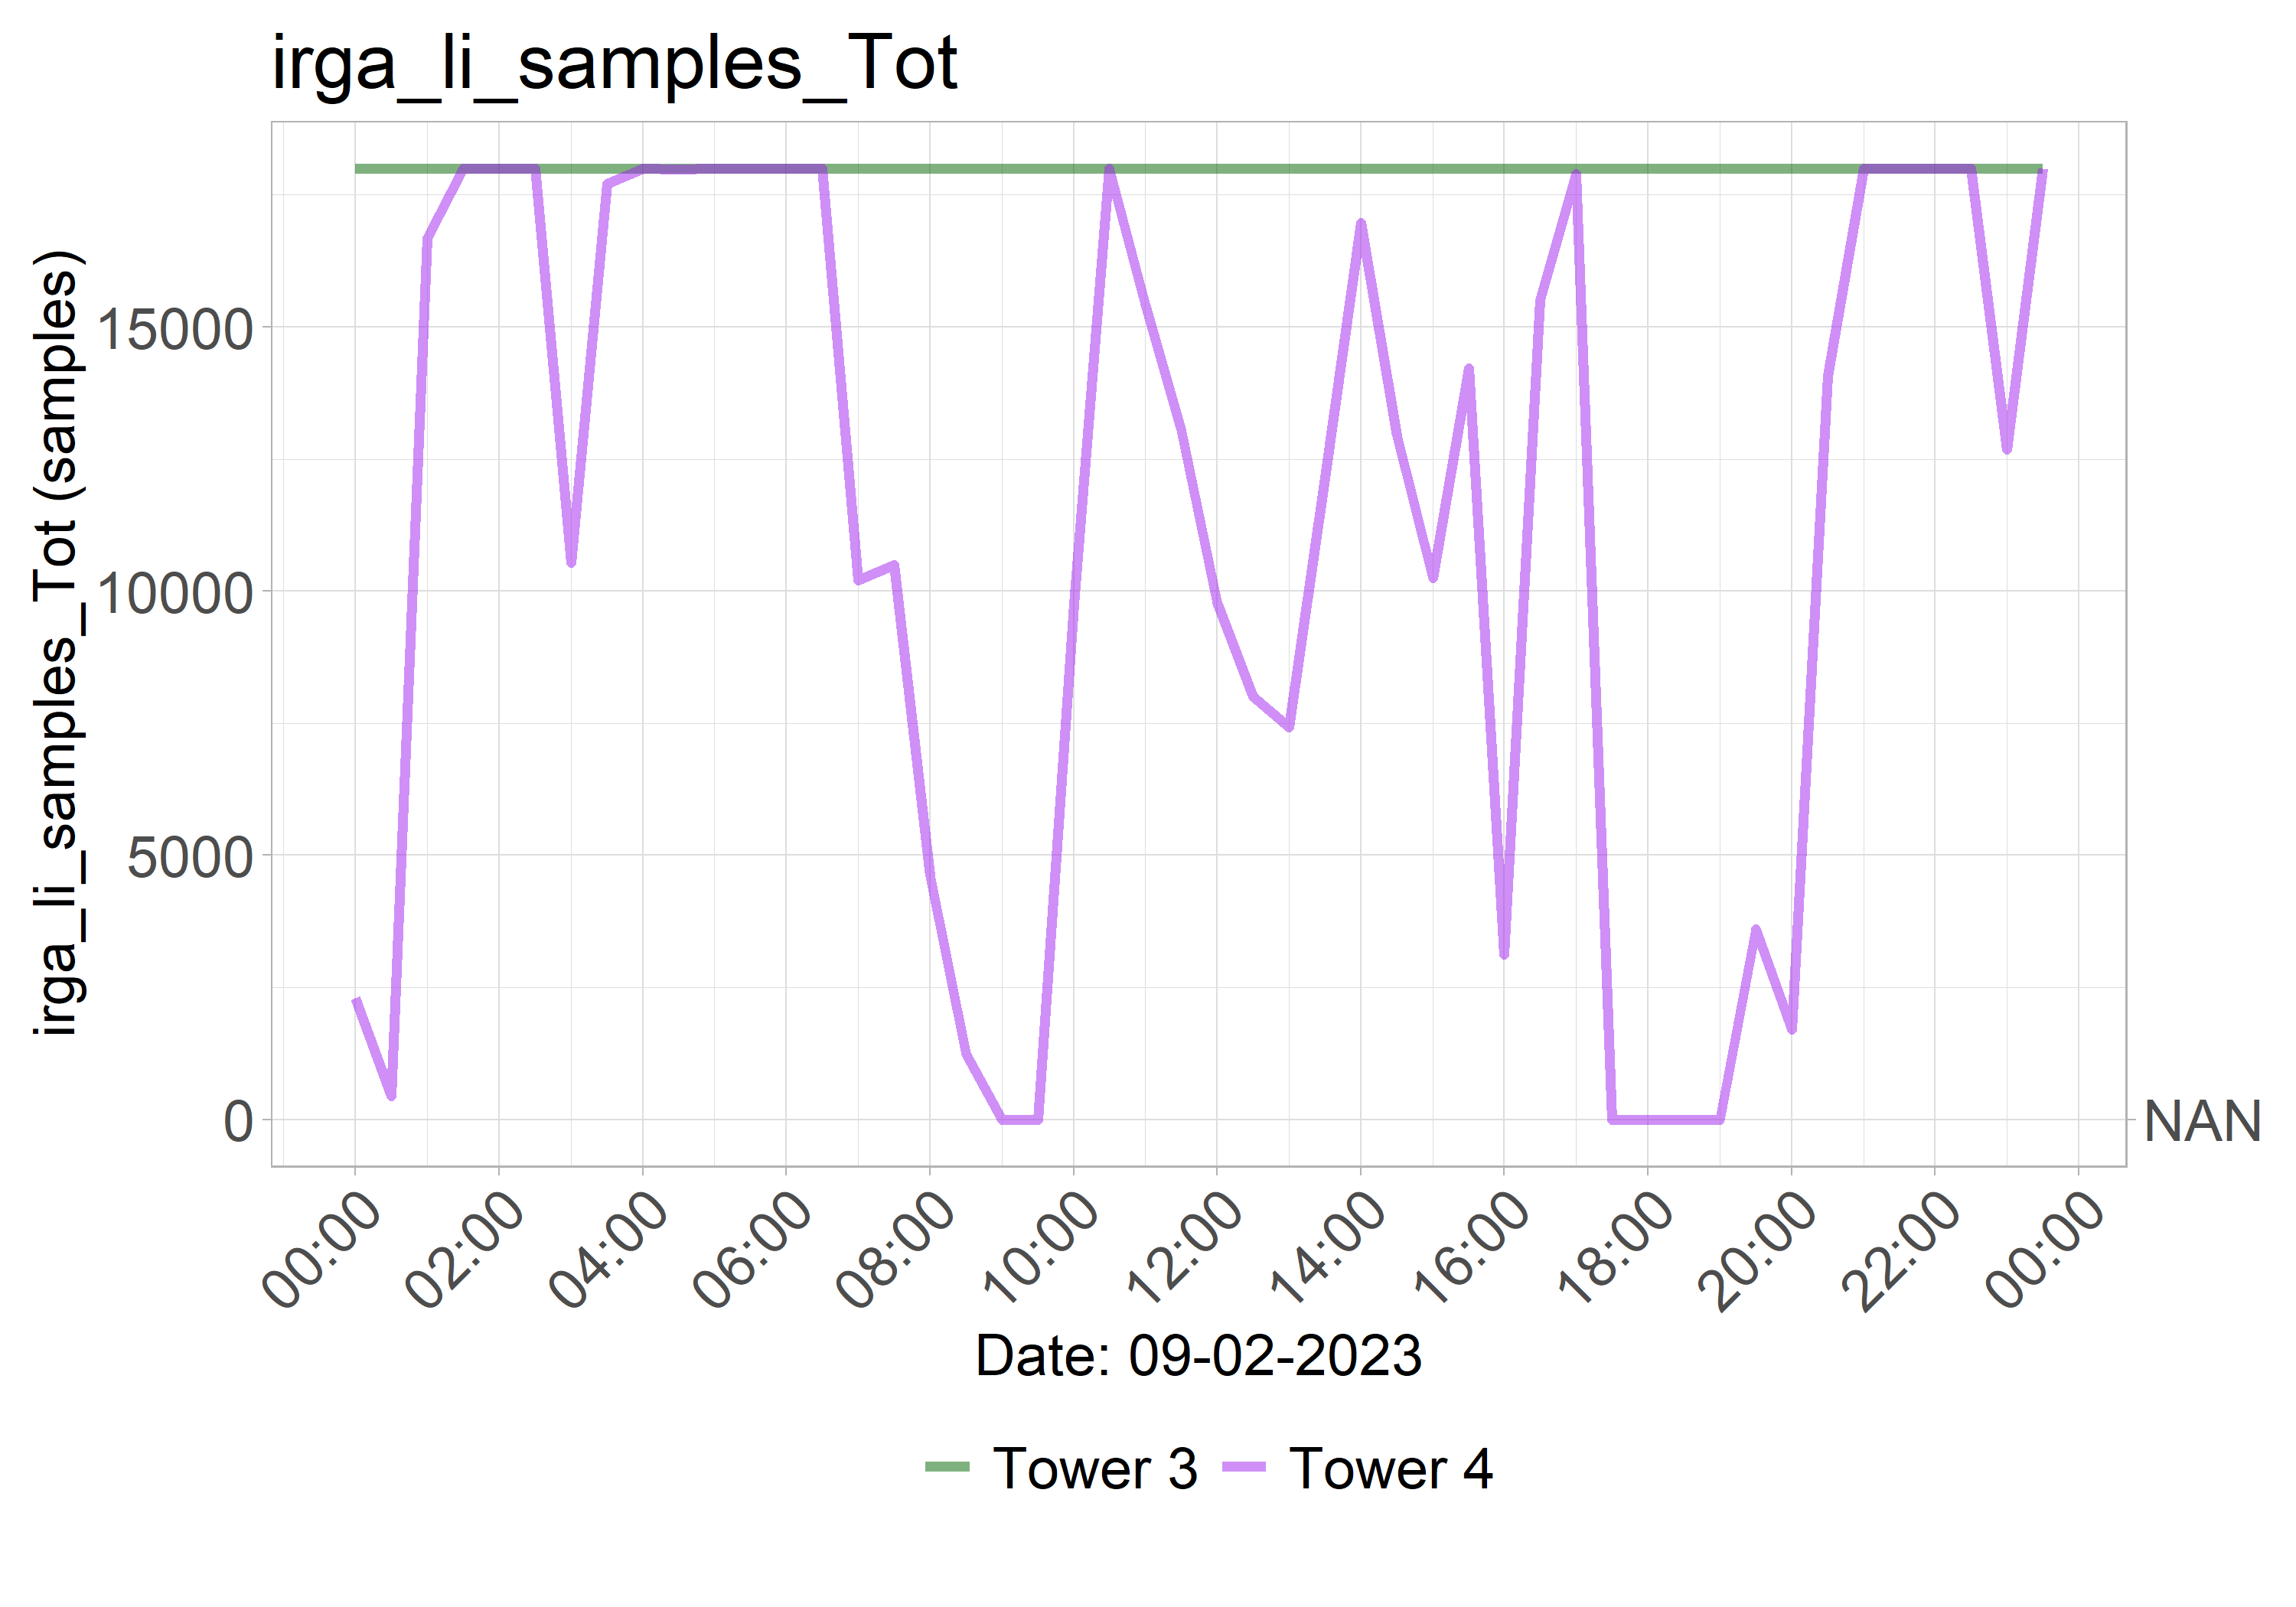 irga_li_samples_Tot
irga_li_samples_Tot (samples)
15000
10000
5000
0
NAN
00:00 02:00 04:00 06:00 08:00 10:00 12:00 14:00 16:00 18:00 20:00 22:00 00:00
Date: 09-02-2023
Tower 3 Tower 4